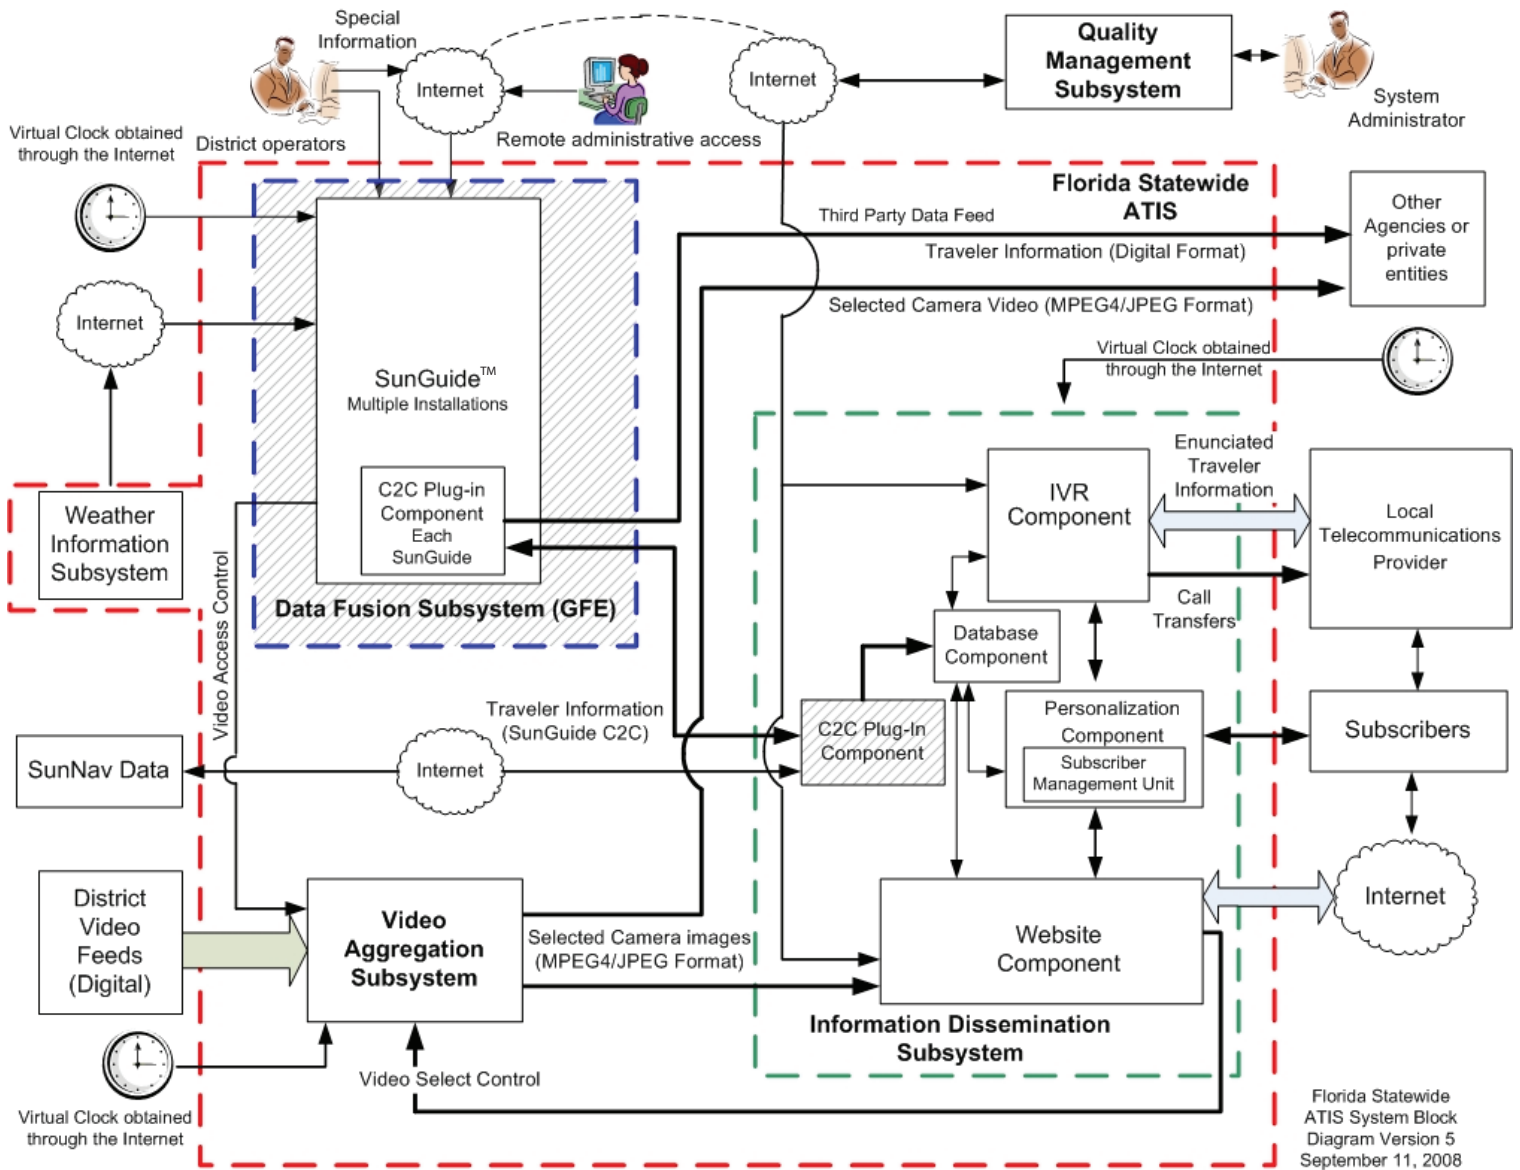 Special
Information
Internet
District operators
Remote administrative access
Internet
Quality
Management
Subsystem
System
Administrator
Virtual Clock obtained
through the Internet
Florida Statewide
ATIS
Third Party Data Feed
Traveler Information (Digital Format)
Selected Camera Video (MPEG4/JPEG Format)
Other
Agencies or
private
entities
Internet
Virtual Clock obtained
through the Internet
SunGuide™
Multiple Installations
C2C Plug-in
Component
Each
SunGuide
Data Fusion Subsystem (GFE)
Weather
Information
Subsystem
Video Access Control
IVR
Component
Enunciated
Traveler
Information
Local
Telecommunications
Provider
Call
Transfers
Database
Component
Traveler Information
(SunGuide C2C)
C2C Plug-In
Component
Personalization
Component
Subscriber
Management Unit
Subscribers
SunNav Data
Internet
District
Video
Feeds
(Digital)
Video
Aggregation
Subsystem
Selected Camera images
(MPEG4/JPEG Format)
Website
Component
Internet
Information Dissemination
Subsystem
Video Select Control
Virtual Clock obtained
through the Internet
Florida Statewide
ATIS System Block
Diagram Version 5
September 11, 2008